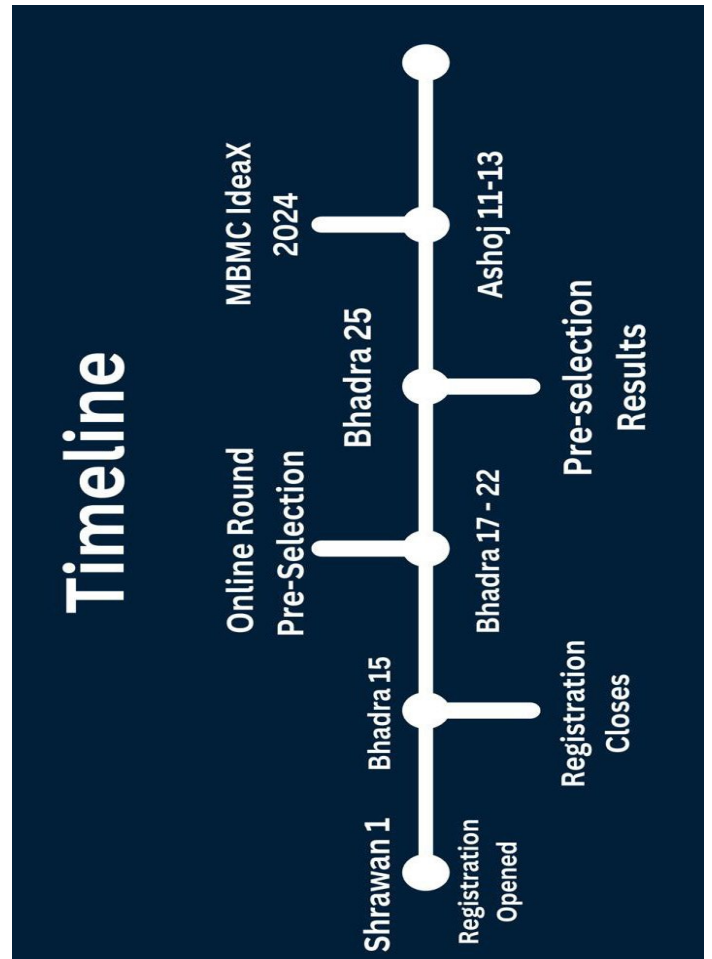 Timeline
Shrawan 1
Registration
Opened
Bhadra 15
Registration
Closes
Online Round
Pre-Selection
Bhadra 17 - 22
Bhadra 25
Pre-selection
Results
MBMC IdeaX
2024
Ashoj 11-13